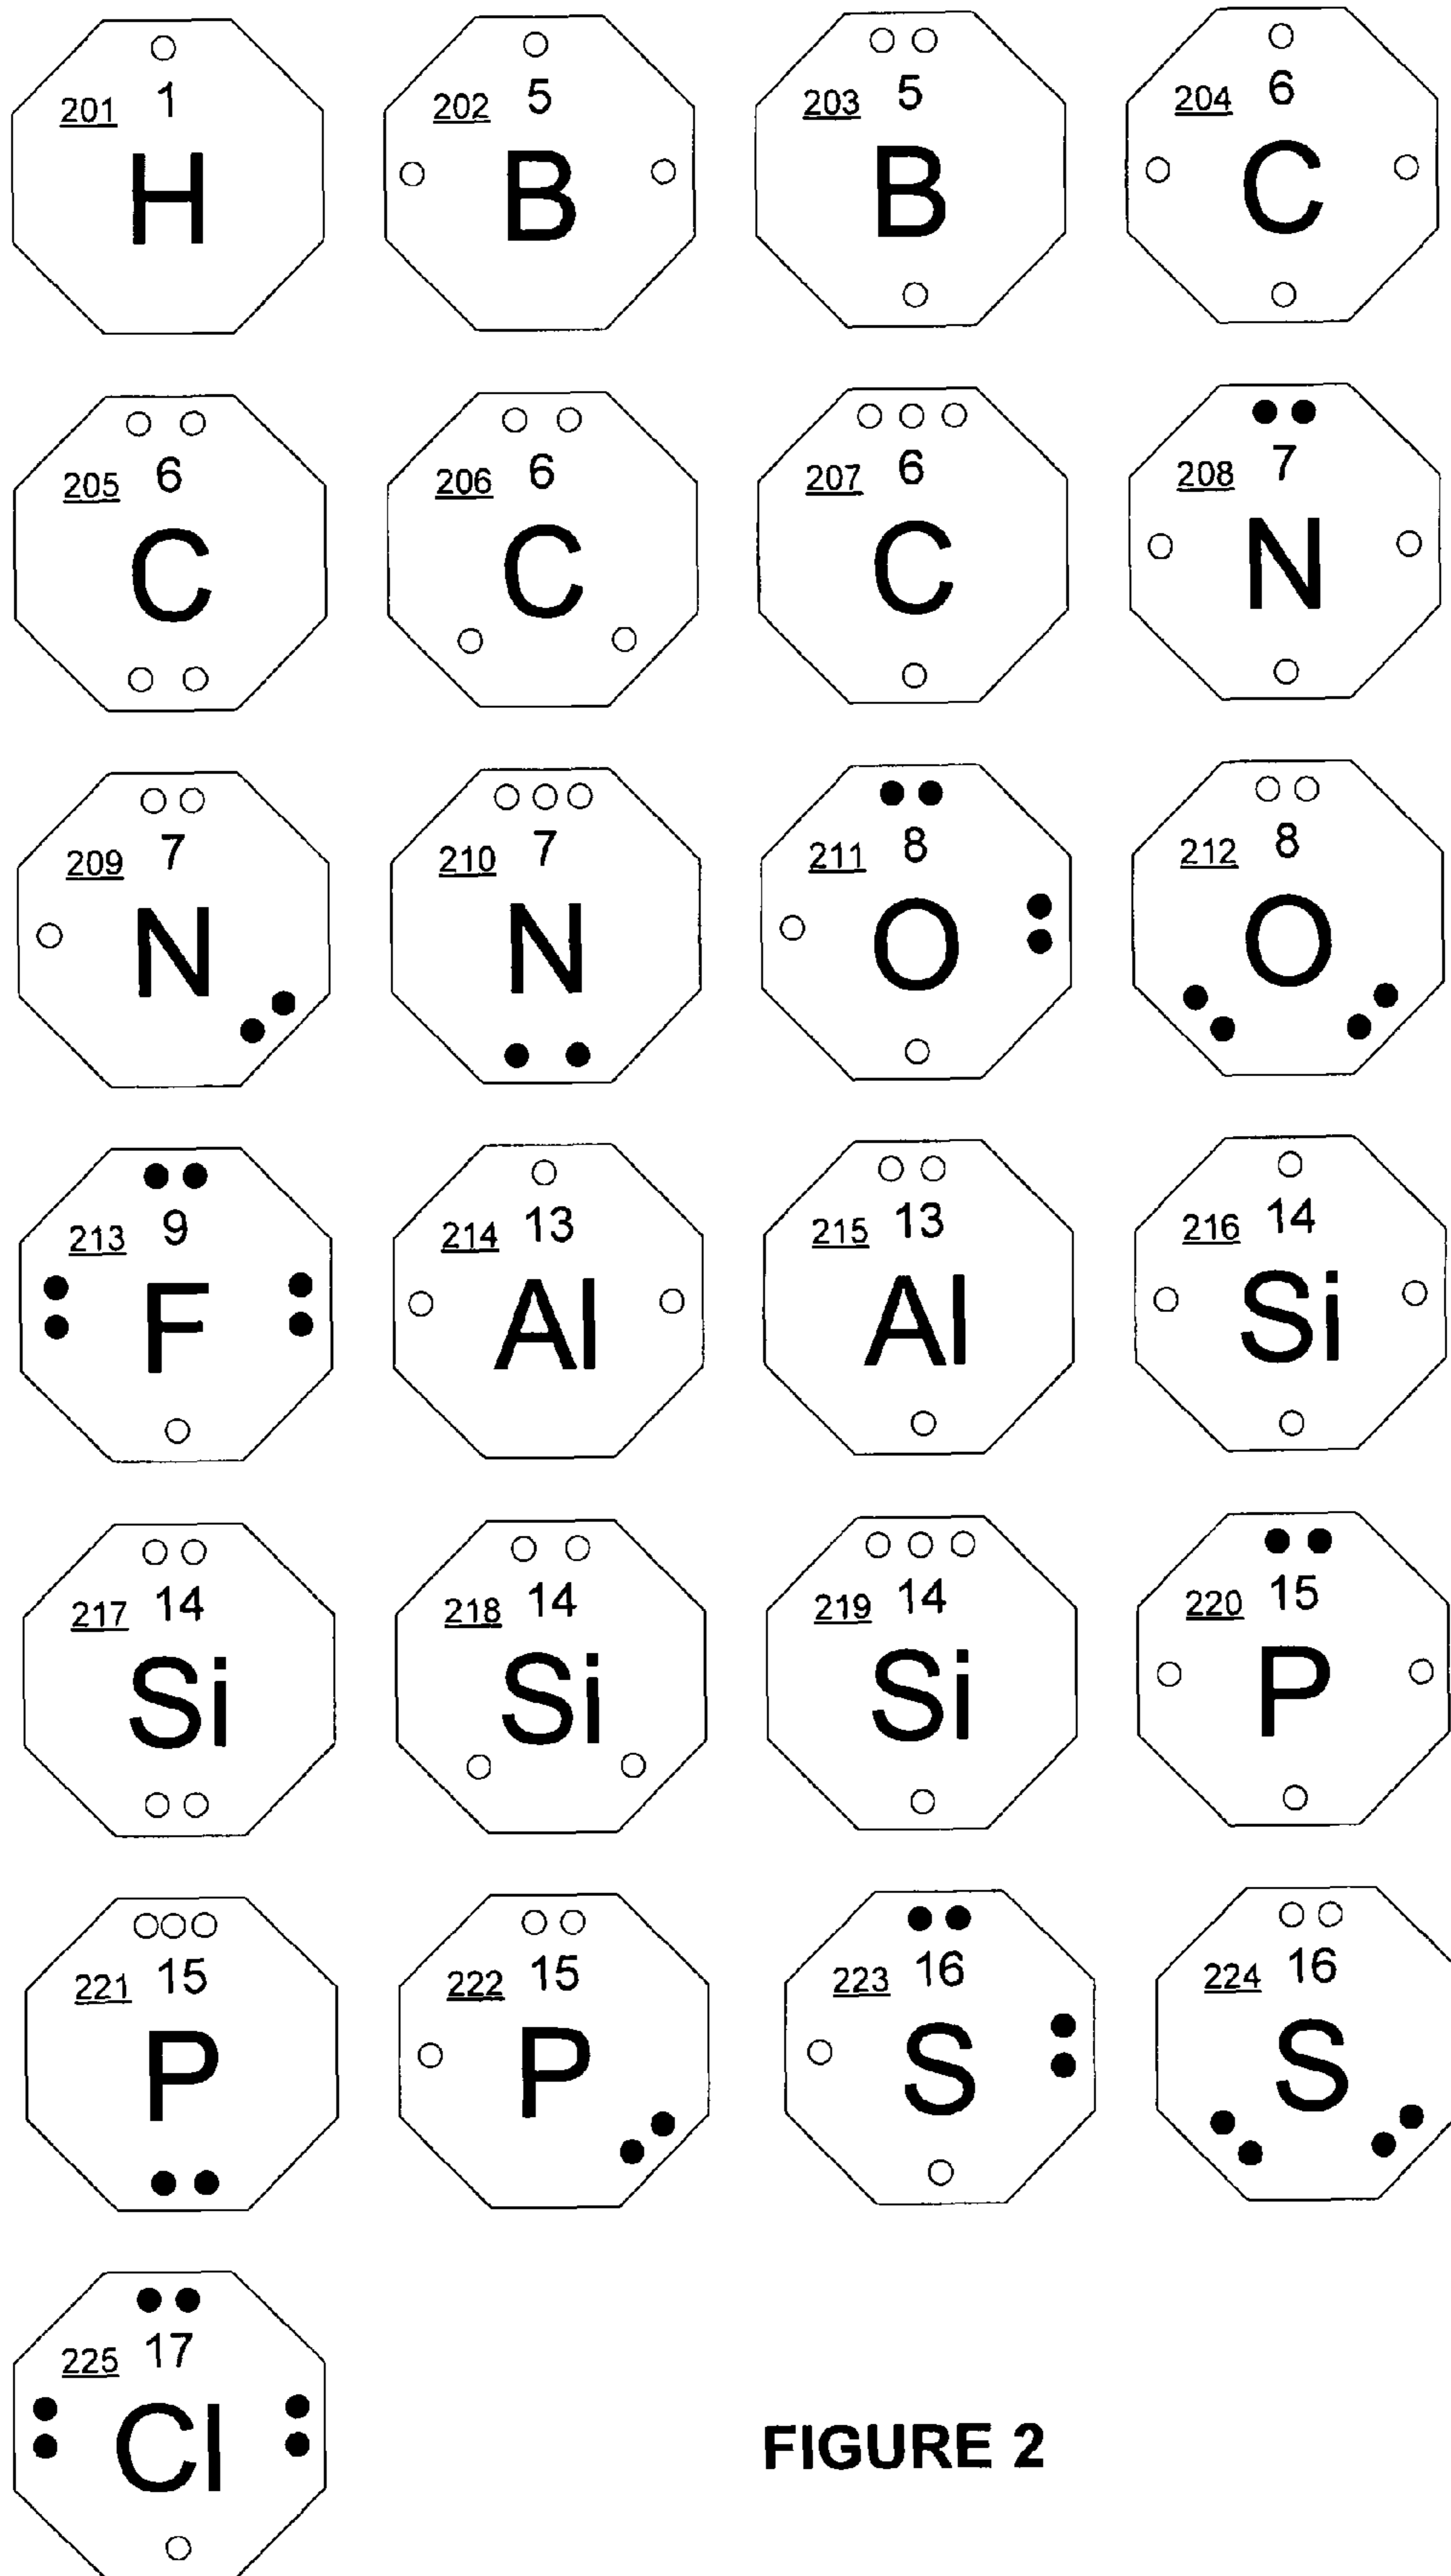 201 1 H
202 5 B
203 5 B
204 6 C
205 6 C
206 6 C
207 6 C
208 7 N
209 7 N
210 7 N
211 8 O
212 8 O
213 9 F
214 13 Al
215 13 Al
216 14 Si
217 14 Si
218 14 Si
219 14 Si
220 15 P
221 15 P
222 15 P
223 16 S
224 16 S
225 17 Cl
FIGURE 2